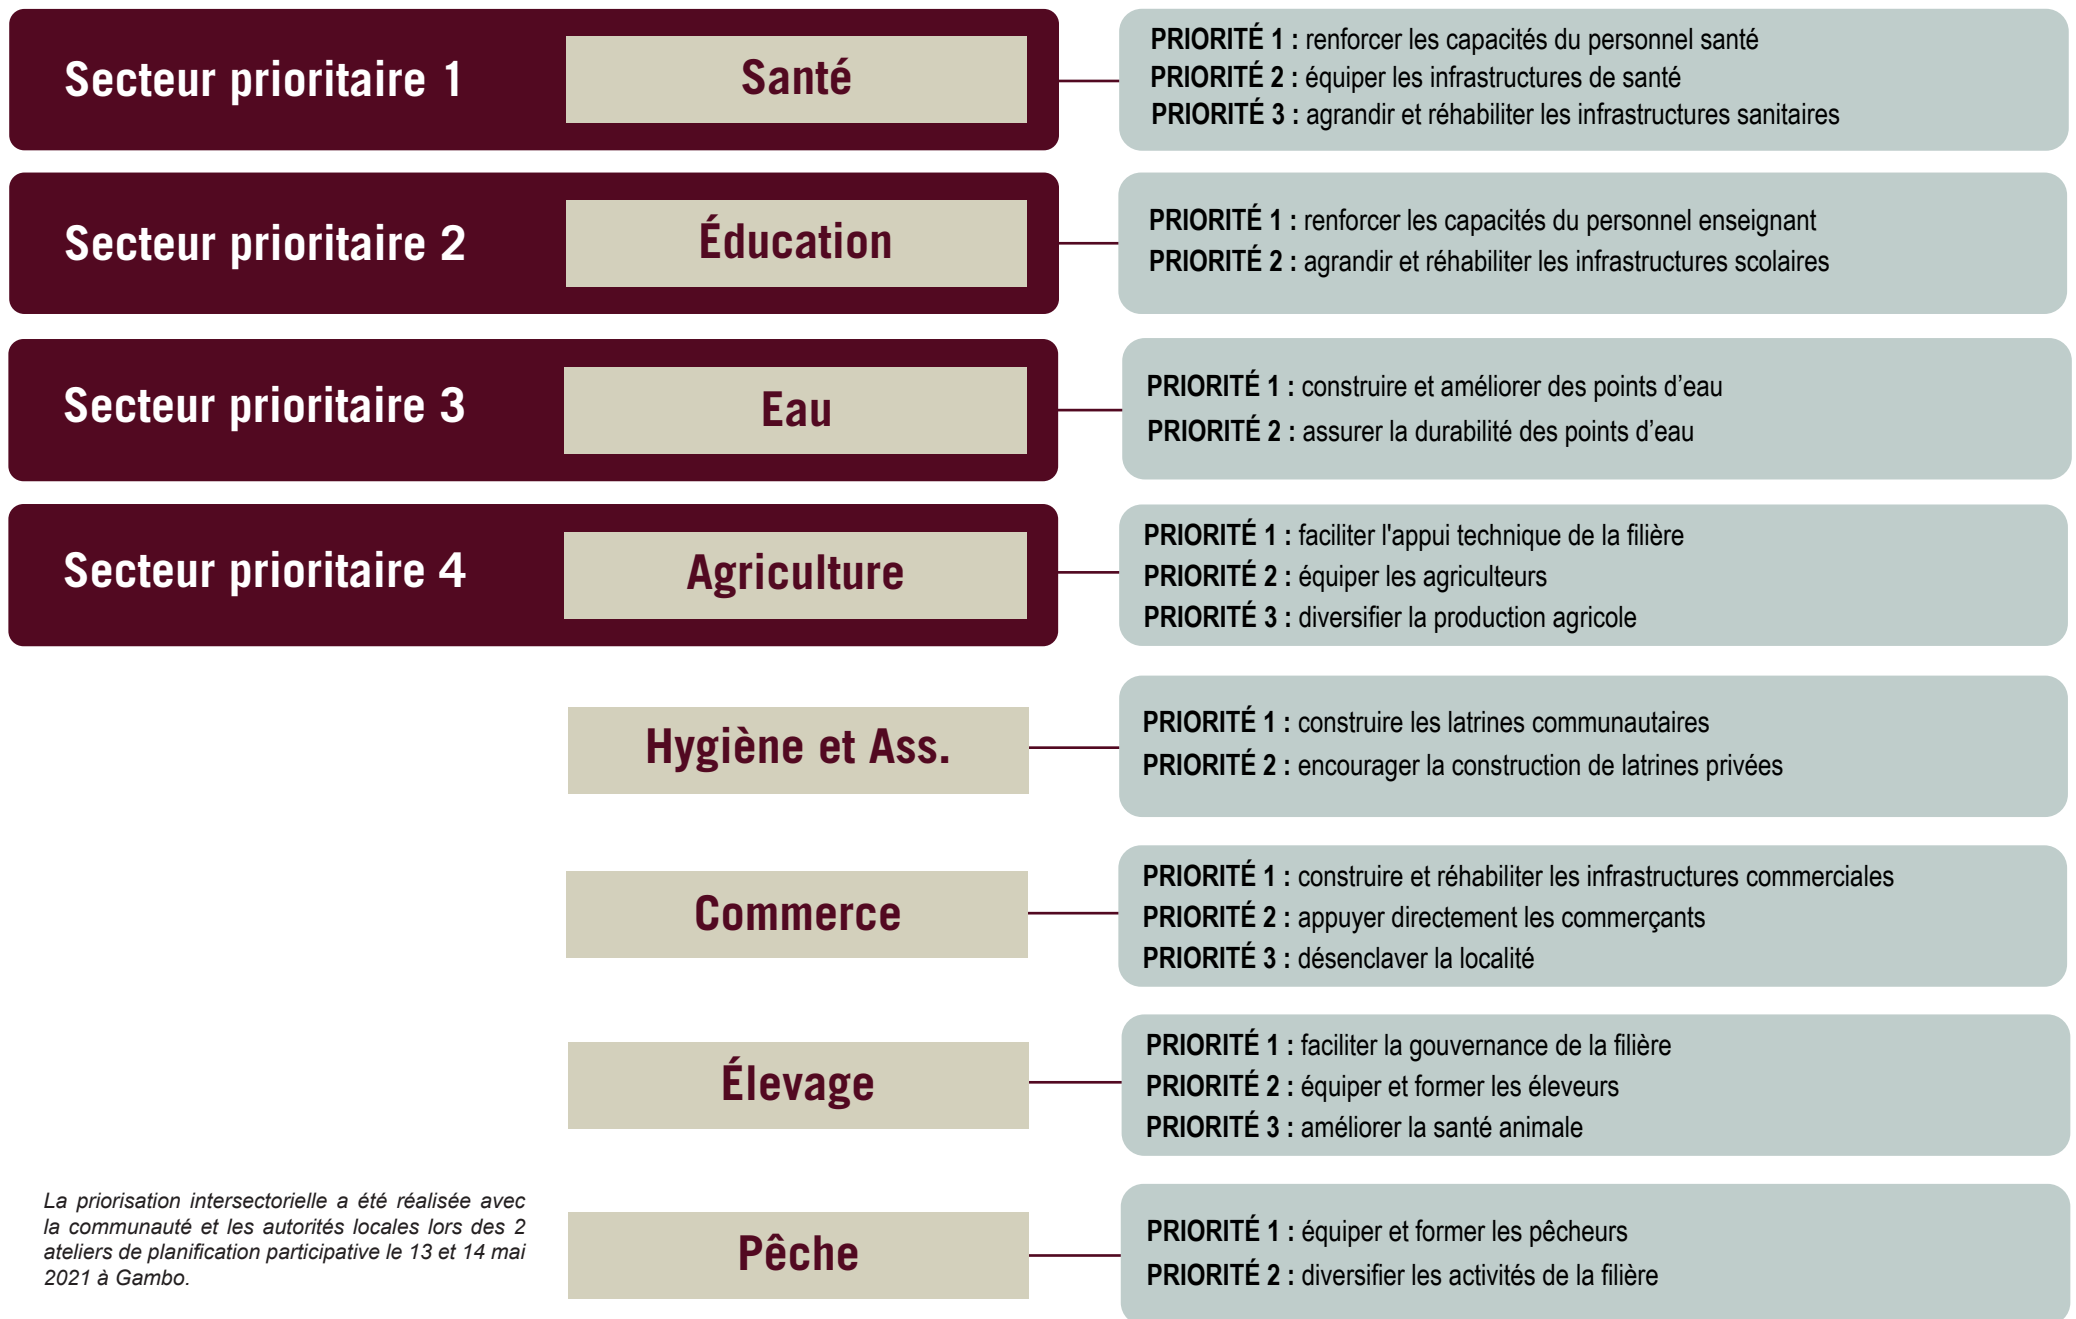 Secteur prioritaire 1
Santé
PRIORITÉ 1 : renforcer les capacités du personnel santé
PRIORITÉ 2 : équiper les infrastructures de santé
PRIORITÉ 3 : agrandir et réhabiliter les infrastructures sanitaires
Secteur prioritaire 2
Éducation
PRIORITÉ 1 : renforcer les capacités du personnel enseignant
PRIORITÉ 2 : agrandir et réhabiliter les infrastructures scolaires
Secteur prioritaire 3
Eau
PRIORITÉ 1 : construire et améliorer des points d’eau
PRIORITÉ 2 : assurer la durabilité des points d’eau
Secteur prioritaire 4
Agriculture
PRIORITÉ 1 : faciliter l'appui technique de la filière
PRIORITÉ 2 : équiper les agriculteurs
PRIORITÉ 3 : diversifier la production agricole
Hygiène et Ass.
PRIORITÉ 1 : construire les latrines communautaires
PRIORITÉ 2 : encourager la construction de latrines privées
Commerce
PRIORITÉ 1 : construire et réhabiliter les infrastructures commerciales
PRIORITÉ 2 : appuyer directement les commerçants
PRIORITÉ 3 : désenclaver la localité
Élevage
PRIORITÉ 1 : faciliter la gouvernance de la filière
PRIORITÉ 2 : équiper et former les éleveurs
PRIORITÉ 3 : améliorer la santé animale
La priorisation intersectorielle a été réalisée avec
la communauté et les autorités locales lors des 2
ateliers de planification participative le 13 et 14 mai
2021 à Gambo.
Pêche
PRIORITÉ 1 : équiper et former les pêcheurs
PRIORITÉ 2 : diversifier les activités de la filière